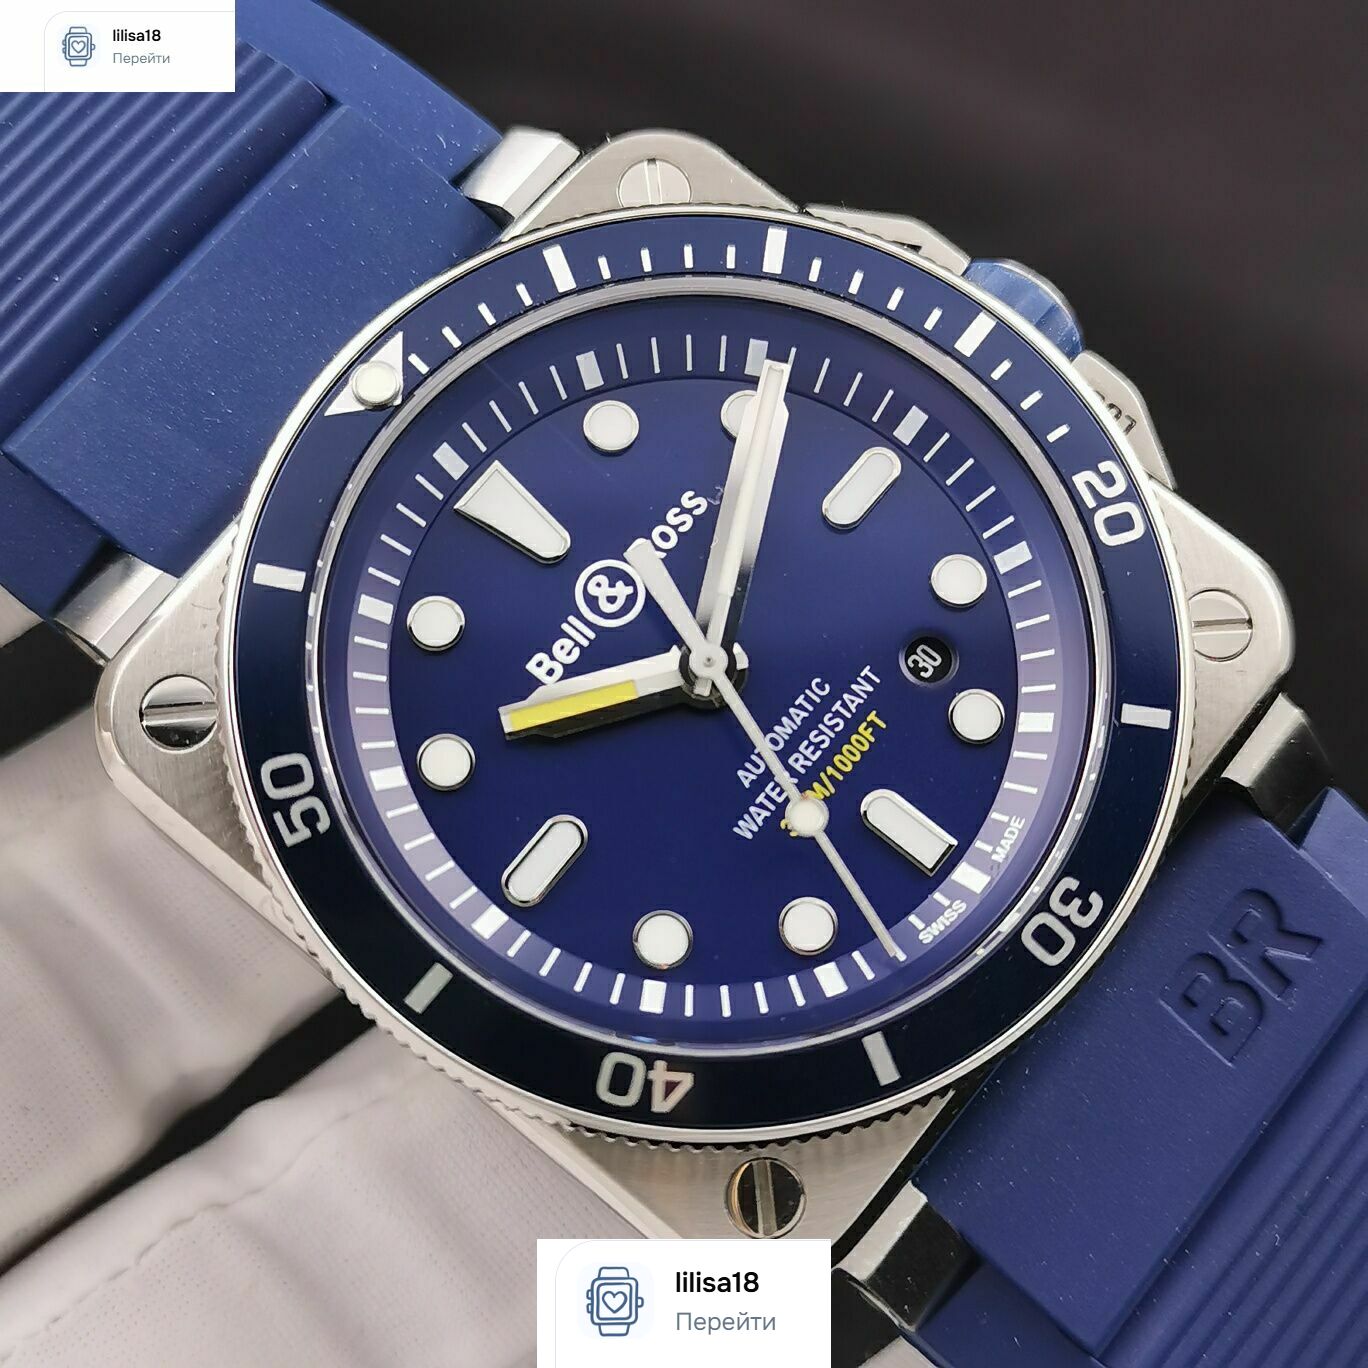 lilisa18
Перейти
Bell & Ross
AUTOMATIC
WATER RESISTANT
M/1000FT
30
SWISS
MADE
20
30
40
50
BR
lilisa18
Перейти